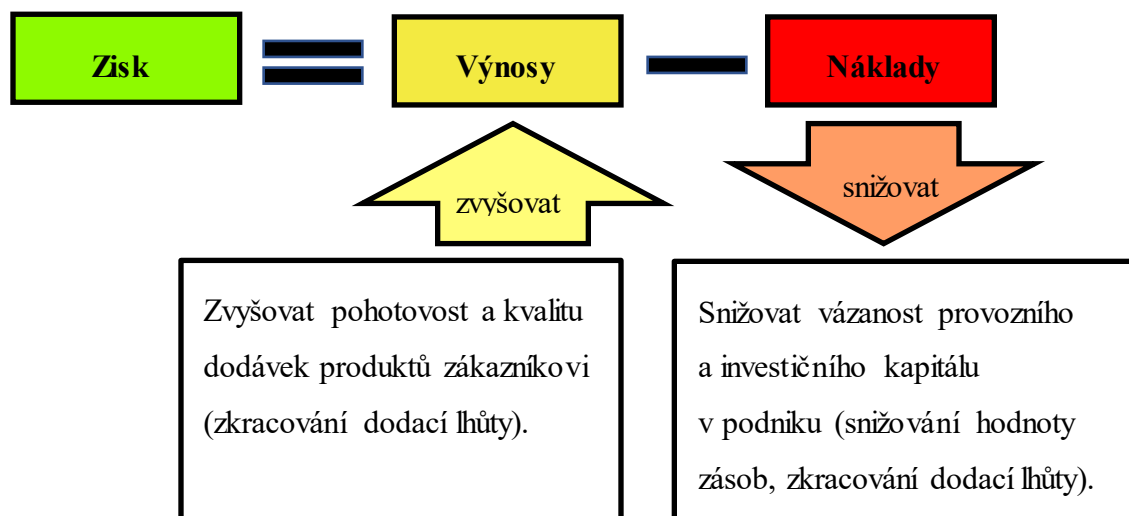 Zisk
Výnosy
Náklady
zvyšovat
snižovat
Zvyšovat pohotovost a kvalitu
dodávek produktů zákazníkovi
(zkracování dodací lhůty).
Snižovat vázanost provozního
a investičního kapitálu
v podniku (snižování hodnoty
zásob, zkracování dodací lhůty).